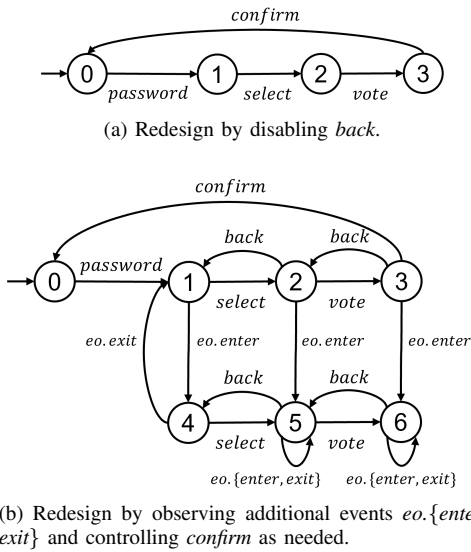 confirm
0 1 2 3
password select vote
(a) Redesign by disabling back.
confirm
back back
password
0 1 2 3
select vote
eo.exit eo.enter eo.enter eo.enter
back back
4 5 6
select vote
eo.{enter, exit} eo.{enter, exit}
(b) Redesign by observing additional events eo.{ente
exit} and controlling confirm as needed.